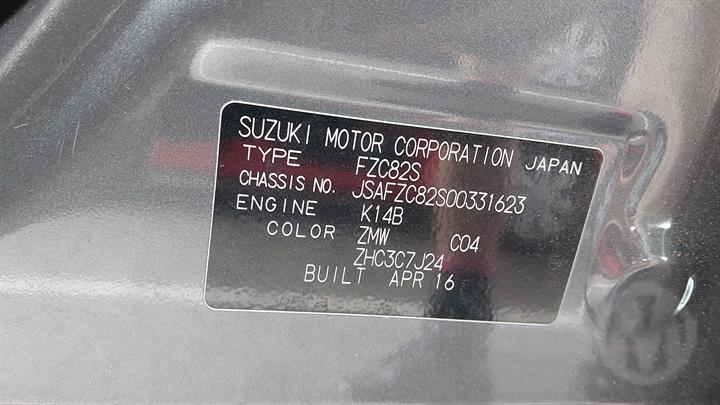 SUZUKI MOTOR CORPORATION JAPAN
TYPE FZC82S
CHASSIS NO. JSAFZC82S00331623
ENGINE K14B
COLOR ZMW C04
ZHC3C7J24
BUILT APR 16